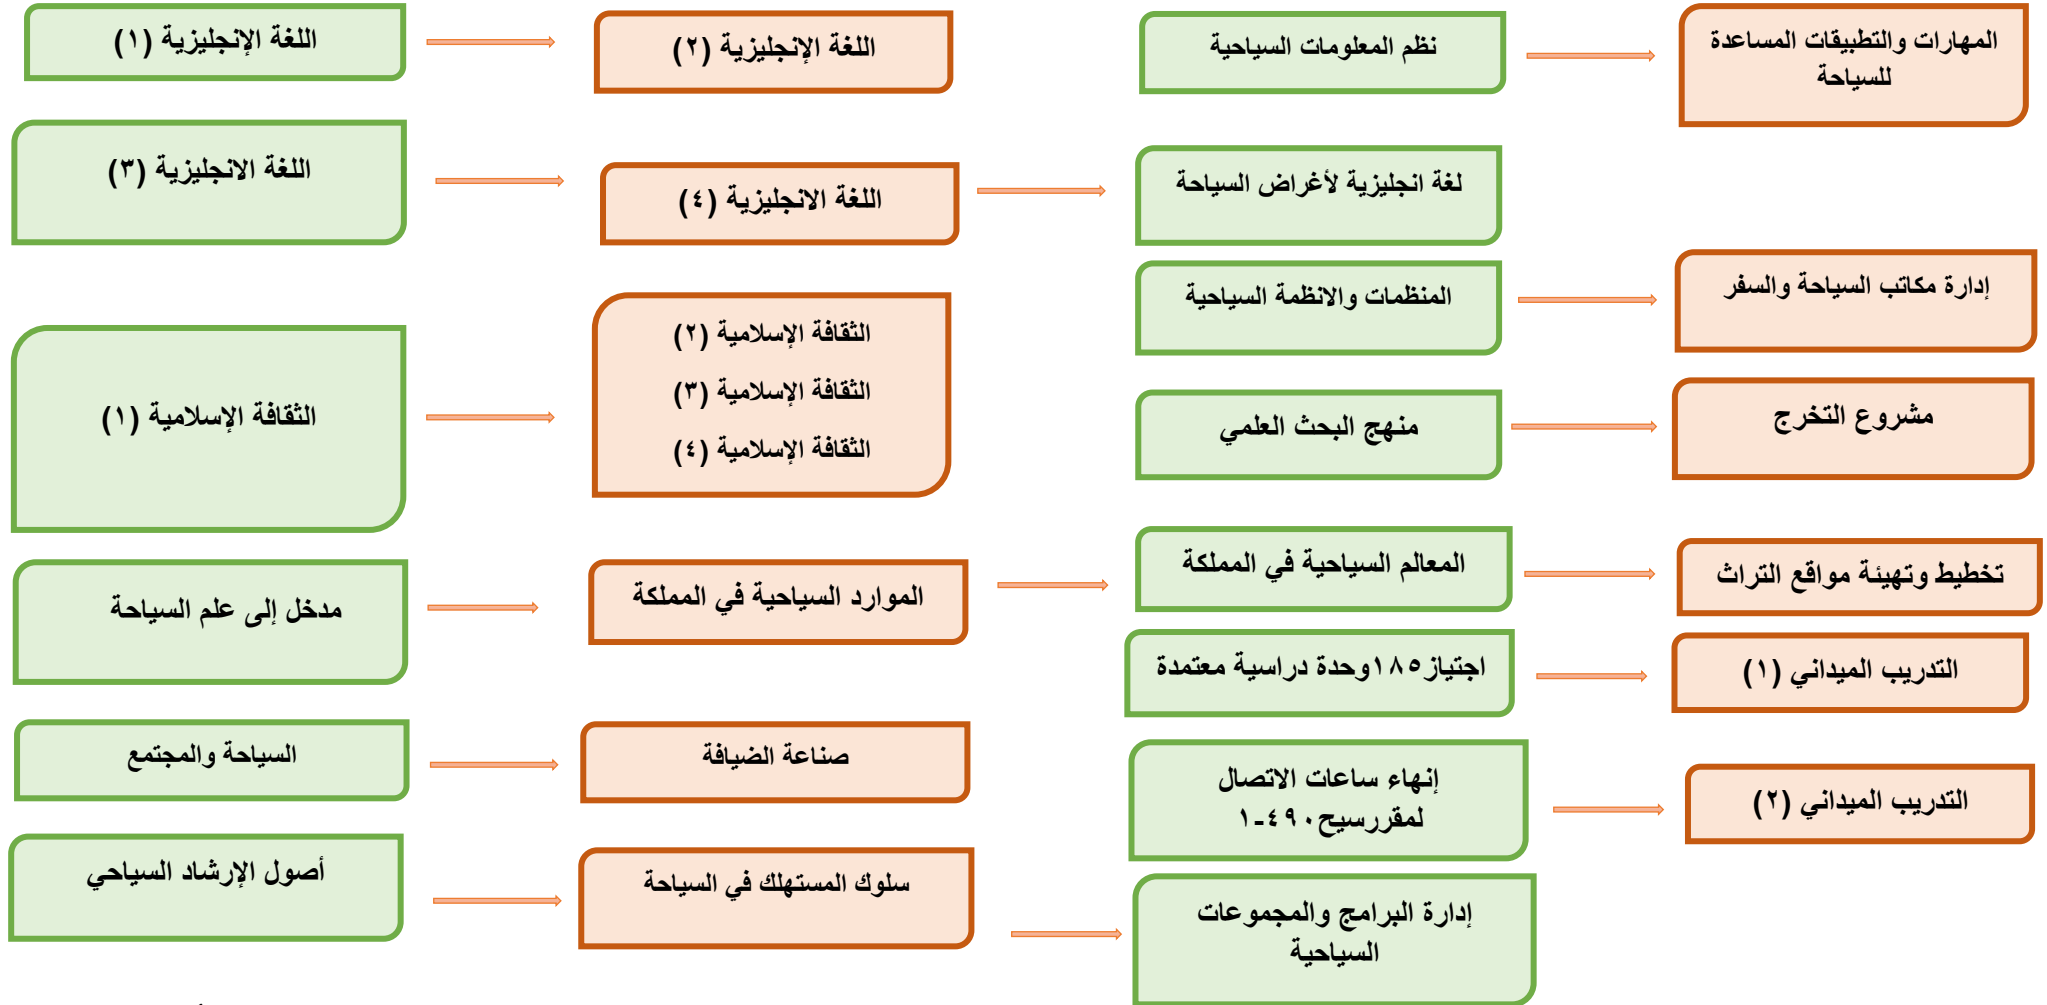 اللغة الإنجليزية (١)
اللغة الإنجليزية (٢)
نظم المعلومات السياحية
المهارات والتطبيقات المساعدة
للسياحة
اللغة الانجليزية (٣)
اللغة الانجليزية (٤)
لغة انجليزية لأغراض السياحة
المنظمات والانظمة السياحية
إدارة مكاتب السياحة والسفر
الثقافة الإسلامية (١)
الثقافة الإسلامية (٢)
الثقافة الإسلامية (٣)
الثقافة الإسلامية (٤)
منهج البحث العلمي
مشروع التخرج
مدخل إلى علم السياحة
الموارد السياحية في المملكة
المعالم السياحية في المملكة
تخطيط وتهيئة مواقع التراث
اجتياز١٨٥وحدة دراسية معتمدة
التدريب الميداني (١)
السياحة والمجتمع
صناعة الضيافة
إنهاء ساعات الاتصال
لمقررسيح٤٩٠-١
التدريب الميداني (٢)
أصول الإرشاد السياحي
سلوك المستهلك في السياحة
إدارة البرامج والمجموعات
السياحية